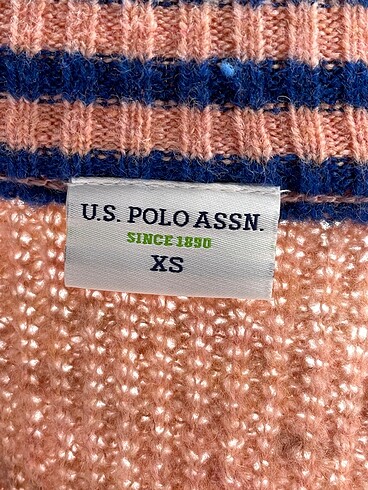 U.S. POLO ASSN.
SINCE 1890
XS